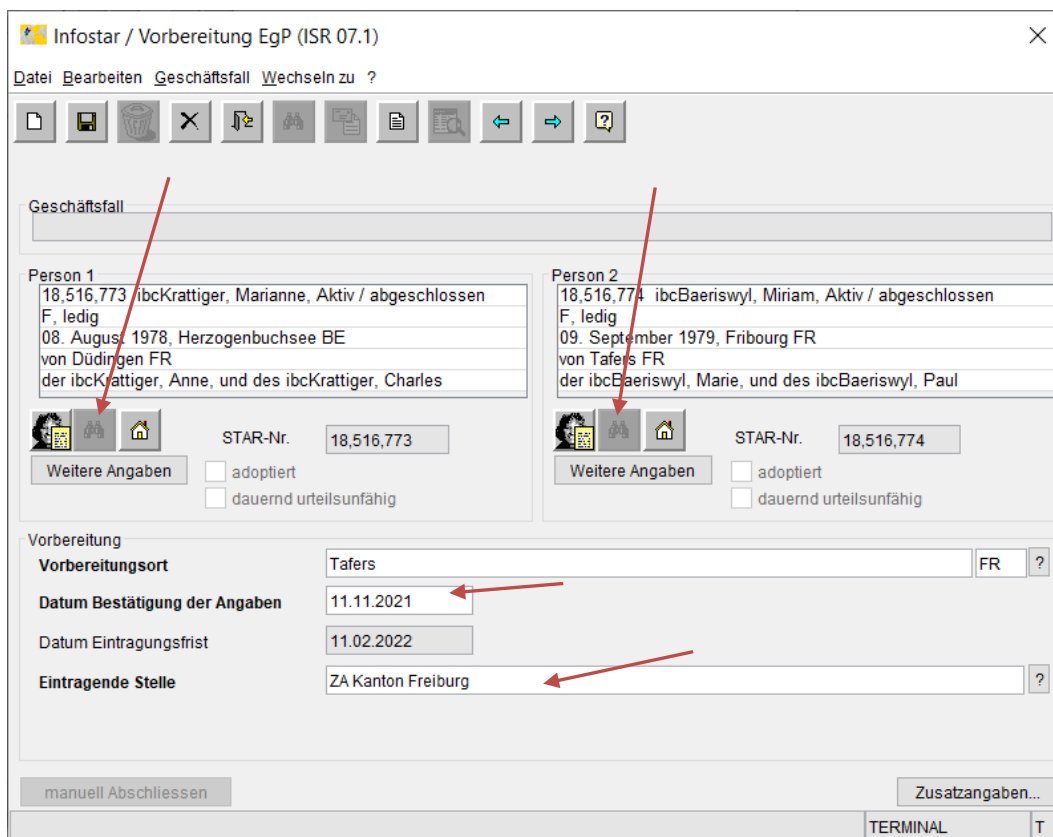 Infostar / Vorbereitung EgP (ISR 07.1)
Datei Bearbeiten Geschäftsfall Wechseln zu ?
Geschäftsfall
Person 1
18,516,773 ibcKrattiger, Marianne, Aktiv / abgeschlossen
F, ledig
08. August 1978, Herzogenbuchsee BE
von Düdingen FR
der ibcKrattiger, Anne, und des ibcKrattiger, Charles
STAR-Nr. 18,516,773
Weitere Angaben
adoptiert
dauernd urteilsunfähig
Person 2
18,516,774 ibcBaeriswyl, Miriam, Aktiv / abgeschlossen
F, ledig
09. September 1979, Fribourg FR
von Tafers FR
der ibcBaeriswyl, Marie, und des ibcBaeriswyl, Paul
STAR-Nr. 18,516,774
Weitere Angaben
adoptiert
dauernd urteilsunfähig
Vorbereitung
Vorbereitungsort Tafers FR ?
Datum Bestätigung der Angaben 11.11.2021
Datum Eintragungsfrist 11.02.2022
Eintragende Stelle ZA Kanton Freiburg ?
manuell Abschliessen
Zusatzangaben...
TERMINAL T